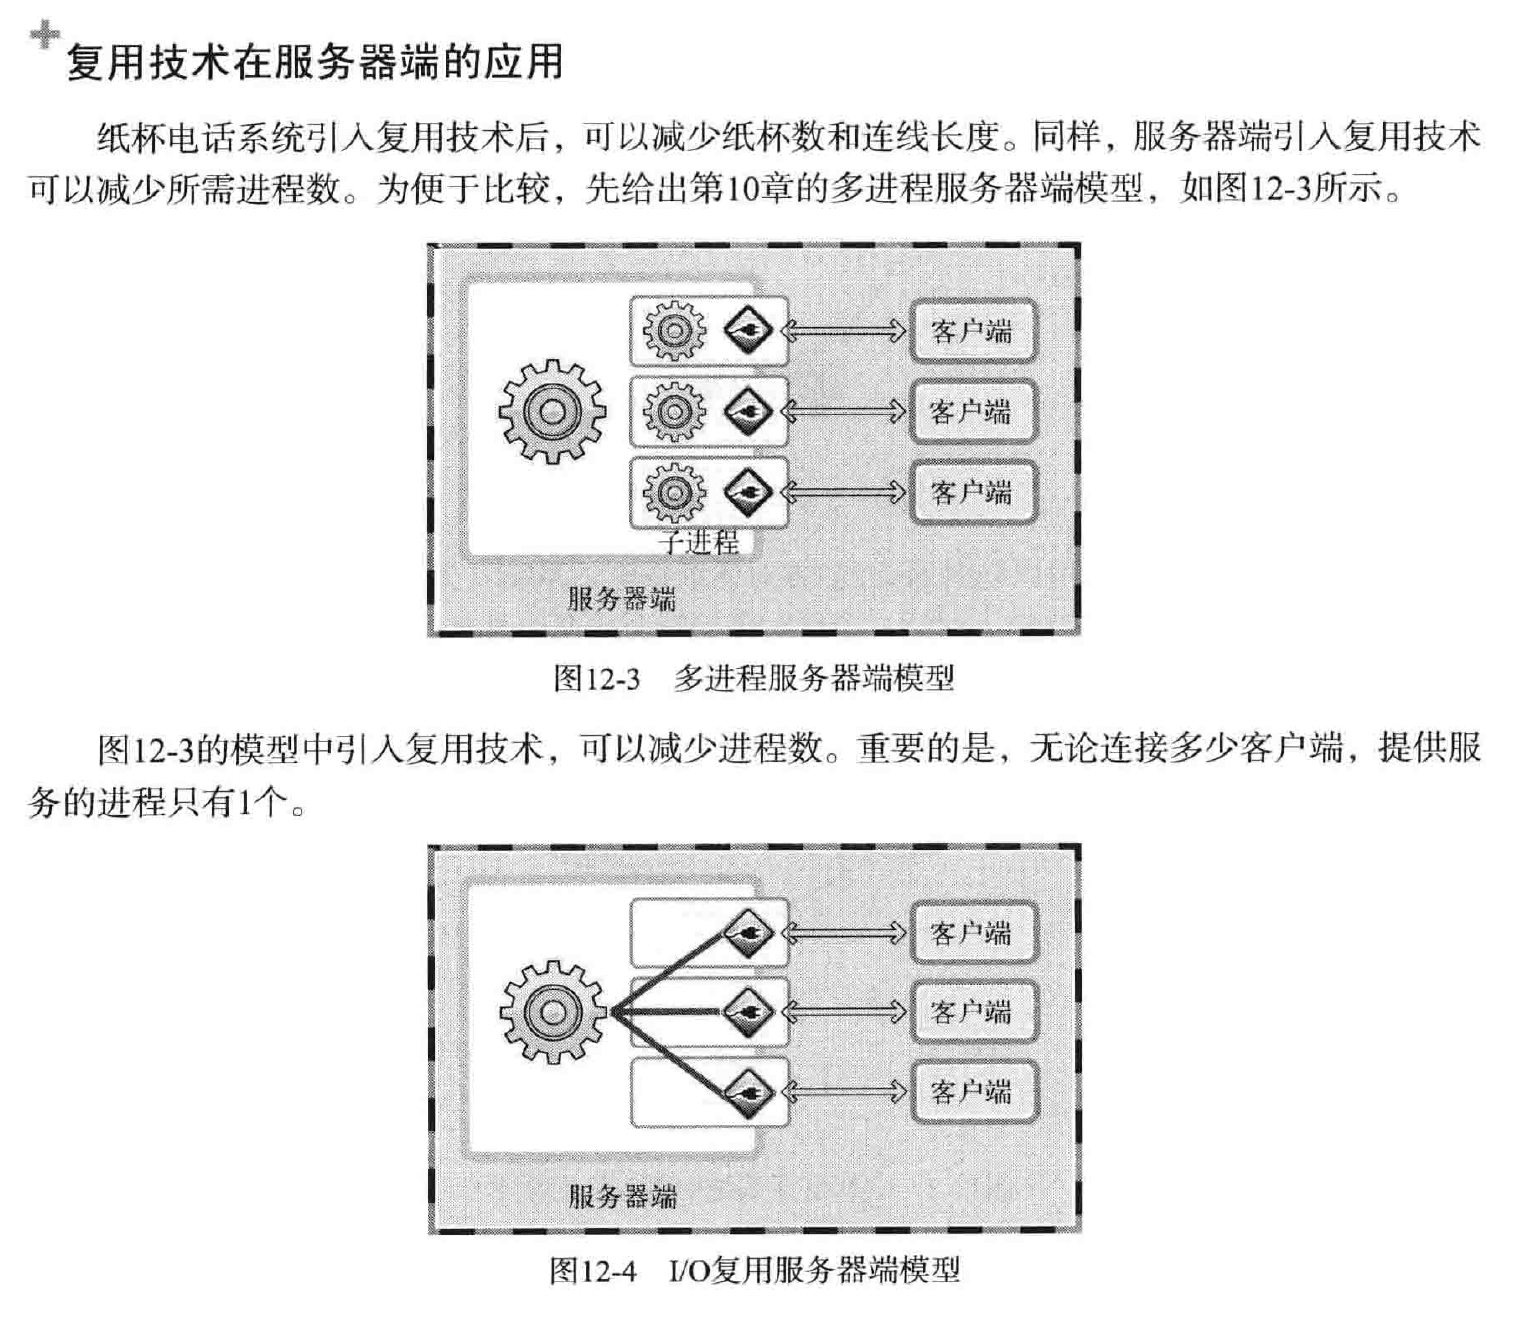 复用技术在服务器端的应用
纸杯电话系统引入复用技术后，可以减少纸杯数和连线长度。同样，服务器端引入复用技术
可以减少所需进程数。为便于比较，先给出第10章的多进程服务器端模型，如图12-3所示。
客户端
客户端
客户端
子进程
服务器端
图12-3 多进程服务器端模型
图12-3的模型中引入复用技术，可以减少进程数。重要的是，无论连接多少客户端，提供服
务的进程只有1个。
客户端
客户端
客户端
服务器端
图12-4 I/O复用服务器端模型